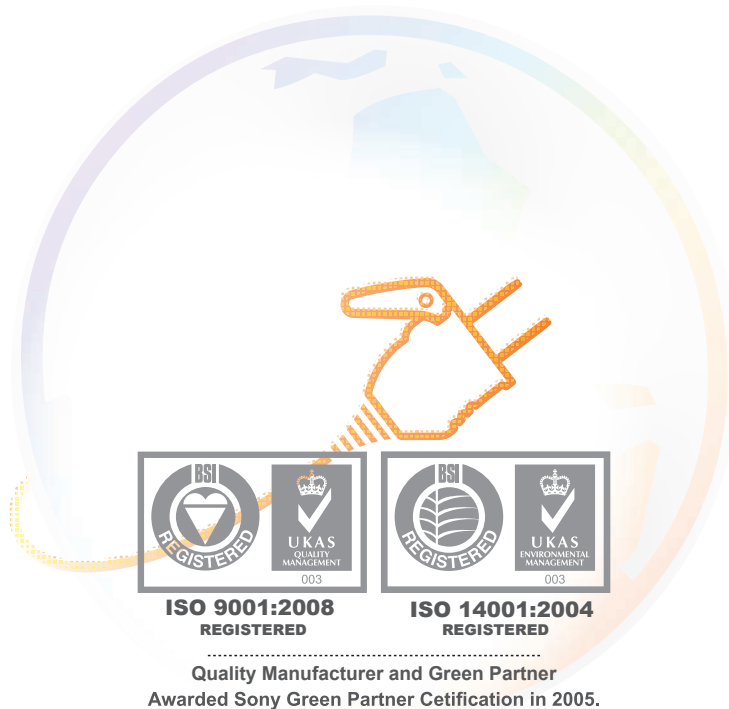 BSI
REGISTERED
UKAS
QUALITY
MANAGEMENT
003
BSI
REGISTERED
UKAS
ENVIRONMENTAL
MANAGEMENT
003
ISO 9001:2008
REGISTERED
ISO 14001:2004
REGISTERED
Quality Manufacturer and Green Partner
Awarded Sony Green Partner Cetification in 2005.